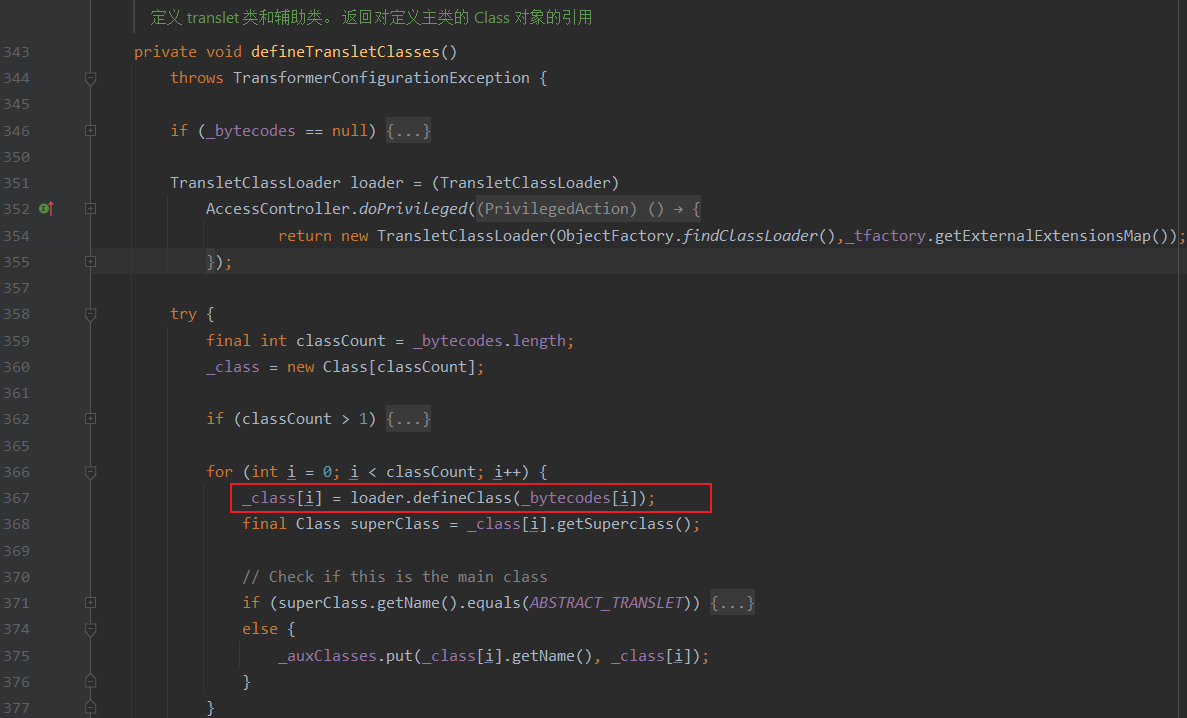 定义 translet 类和辅助类。 返回对定义主类的 Class 对象的引用
343 private void defineTransletClasses()
344 throws TransformerConfigurationException {
345
346 if (_bytecodes == null) {...}
350
351 TransletClassLoader loader = (TransletClassLoader)
352 AccessController.doPrivileged((PrivilegedAction) () → {
354 return new TransletClassLoader(ObjectFactory.findClassLoader(),_tfactory.getExternalExtensionsMap());
355 });
357
358 try {
359 final int classCount = _bytecodes.length;
360 _class = new Class[classCount];
361
362 if (classCount > 1) {...}
365
366 for (int i = 0; i < classCount; i++) {
367 _class[i] = loader.defineClass(_bytecodes[i]);
368 final Class superClass = _class[i].getSuperclass();
369
370 // Check if this is the main class
371 if (superClass.getName().equals(ABSTRACT_TRANSLET)) {...}
374 else {
375 _auxClasses.put(_class[i].getName(), _class[i]);
376 }
377 }